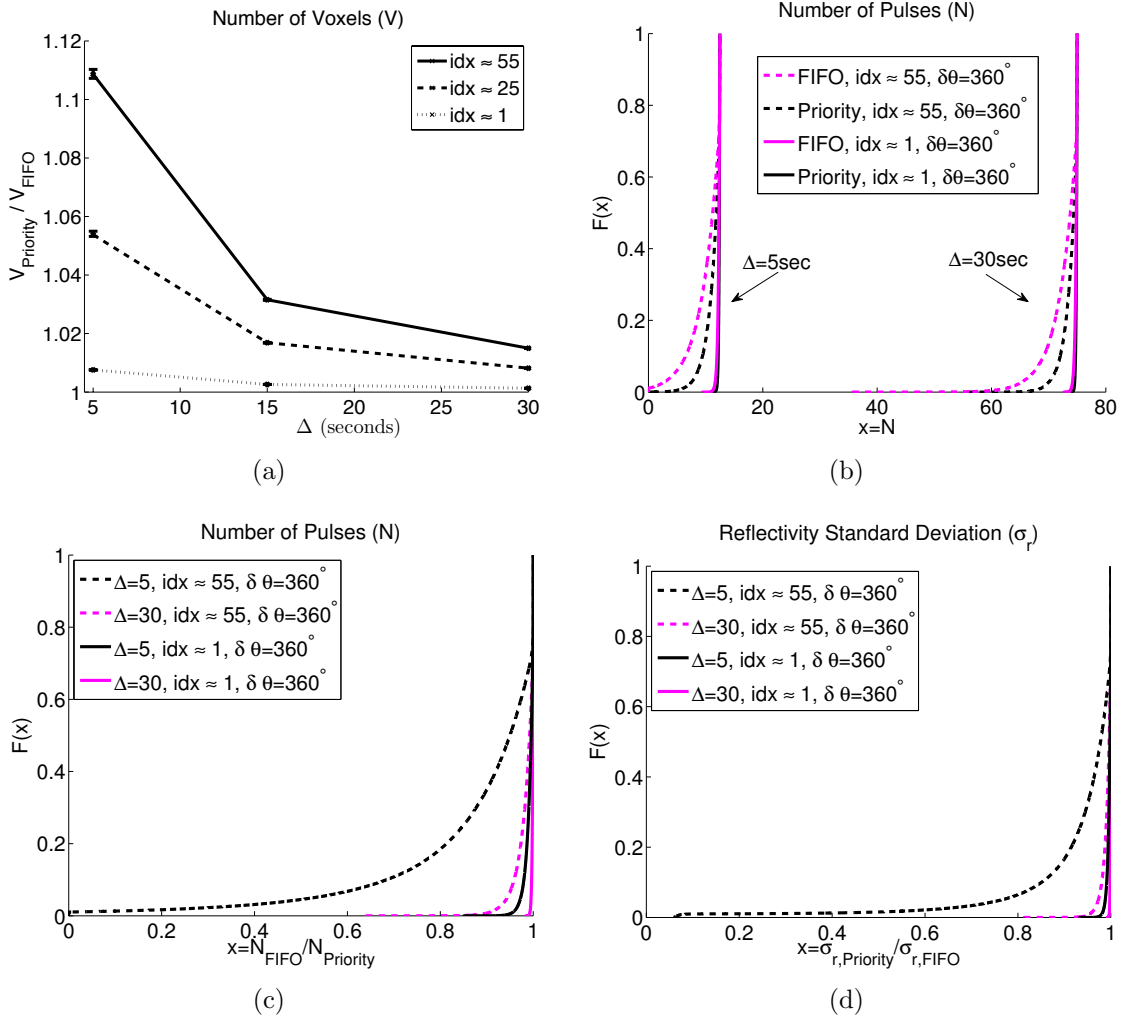 Number of Voxels (V)
V_Priority / V_FIFO
1.12
1.1
1.08
1.06
1.04
1.02
1
5
10
15
20
25
30
Δ (seconds)
idx ≈ 55
idx ≈ 25
idx ≈ 1
(a)
Number of Pulses (N)
F(x)
1
0.8
0.6
0.4
0.2
0
0
20
40
60
80
x=N
FIFO, idx ≈ 55, δθ=360°
Priority, idx ≈ 55, δθ=360°
FIFO, idx ≈ 1, δθ=360°
Priority, idx ≈ 1, δθ=360°
Δ=5sec
Δ=30sec
(b)
Number of Pulses (N)
F(x)
1
0.8
0.6
0.4
0.2
0
0
0.2
0.4
0.6
0.8
1
x=N_FIFO/N_Priority
Δ=5, idx ≈ 55, δ θ=360°
Δ=30, idx ≈ 55, δ θ=360°
Δ=5, idx ≈ 1, δ θ=360°
Δ=30, idx ≈ 1, δ θ=360°
(c)
Reflectivity Standard Deviation (σ_r)
F(x)
1
0.8
0.6
0.4
0.2
0
0.2
0.4
0.6
0.8
1
x=σ_r,Priority/σ_r,FIFO
Δ=5, idx ≈ 55, δ θ=360°
Δ=30, idx ≈ 55, δ θ=360°
Δ=5, idx ≈ 1, δ θ=360°
Δ=30, idx ≈ 1, δ θ=360°
(d)